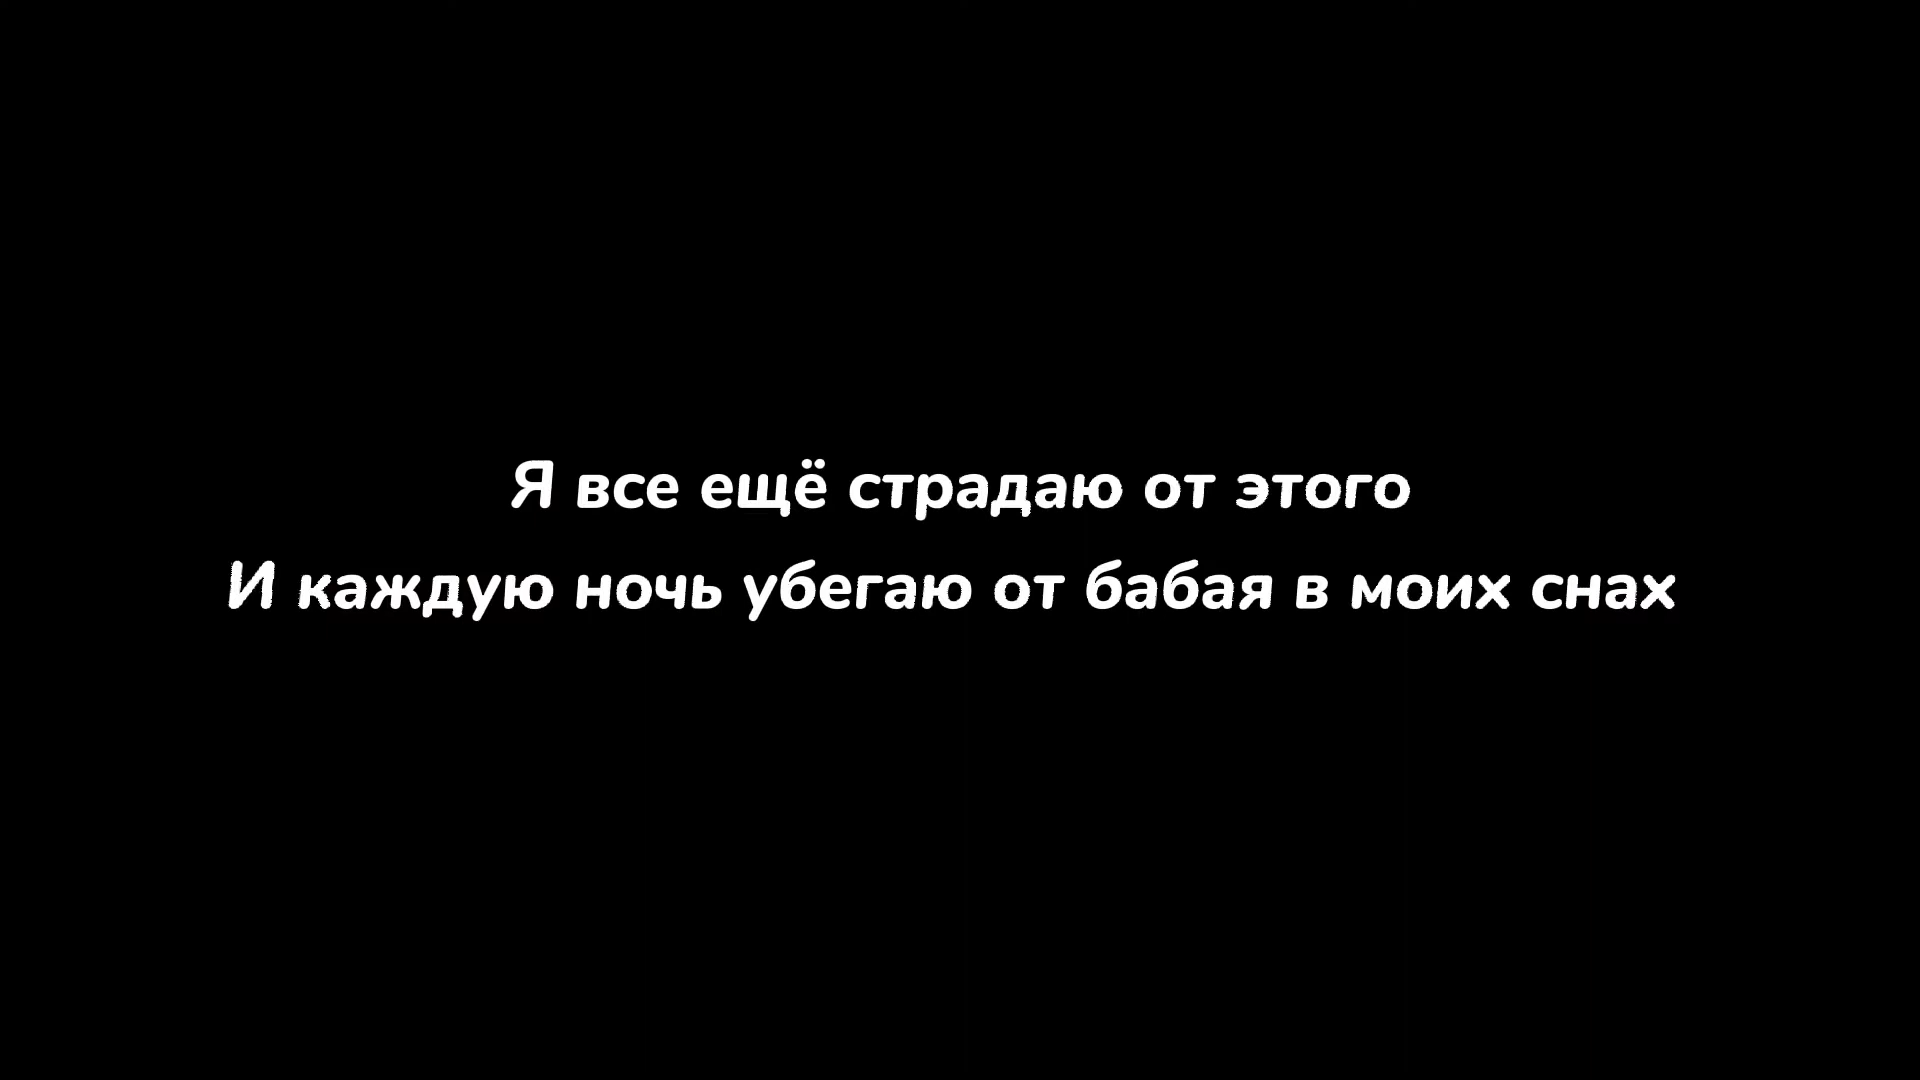 Я все ещё страдаю от этого
И каждую ночь убегаю от бабая в моих снах